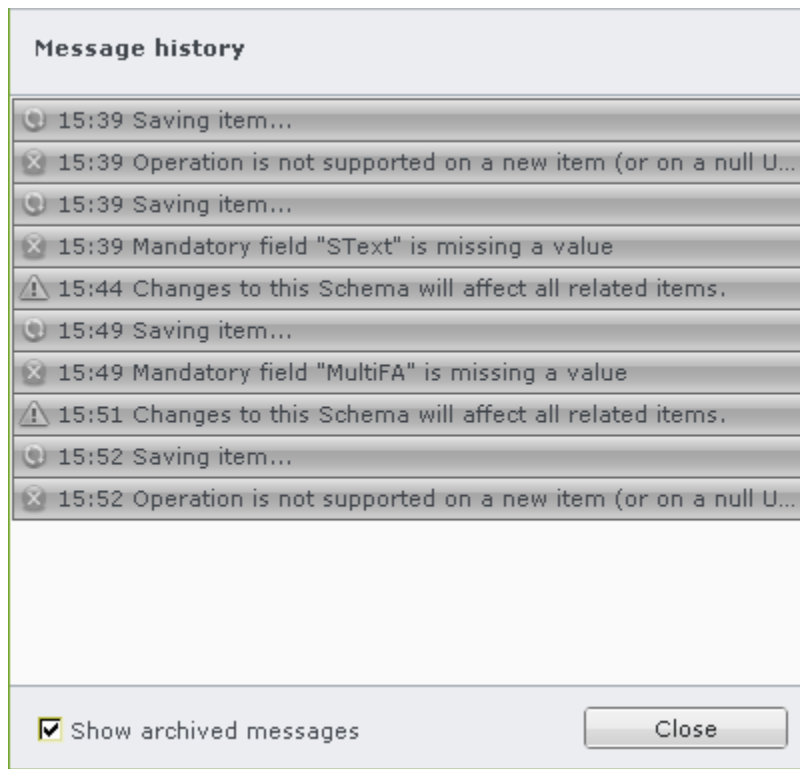 Message history
15:39 Saving item...
15:39 Operation is not supported on a new item (or on a null U...
15:39 Saving item...
15:39 Mandatory field "SText" is missing a value
15:44 Changes to this Schema will affect all related items.
15:49 Saving item...
15:49 Mandatory field "MultiFA" is missing a value
15:51 Changes to this Schema will affect all related items.
15:52 Saving item...
15:52 Operation is not supported on a new item (or on a null U...
Show archived messages
Close